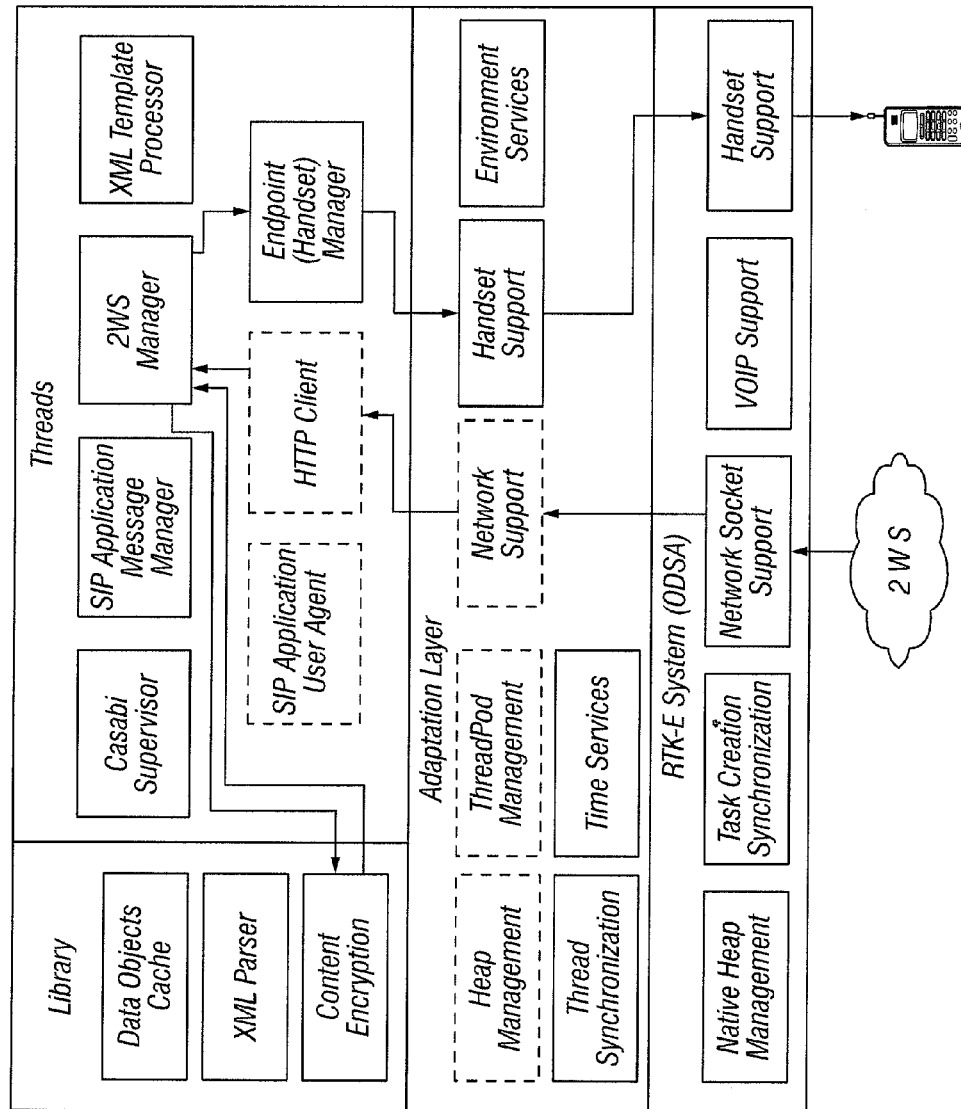 Library
Data Objects
Cache
XML Parser
Content
Encryption
Threads
Casabi
Supervisor
SIP Application
Message
Manager
2WS
Manager
XML Template
Processor
SIP Application
User Agent
HTTP Client
Endpoint
(Handset)
Manager
Adaptation Layer
Heap
Management
ThreadPod
Management
Network
Support
Handset
Support
Environment
Services
Thread
Synchronization
Time Services
RTK-E System (ODSA)
Native Heap
Management
Task Creation
Synchronization
Network Socket
Support
VOIP Support
Handset
Support
2 W S